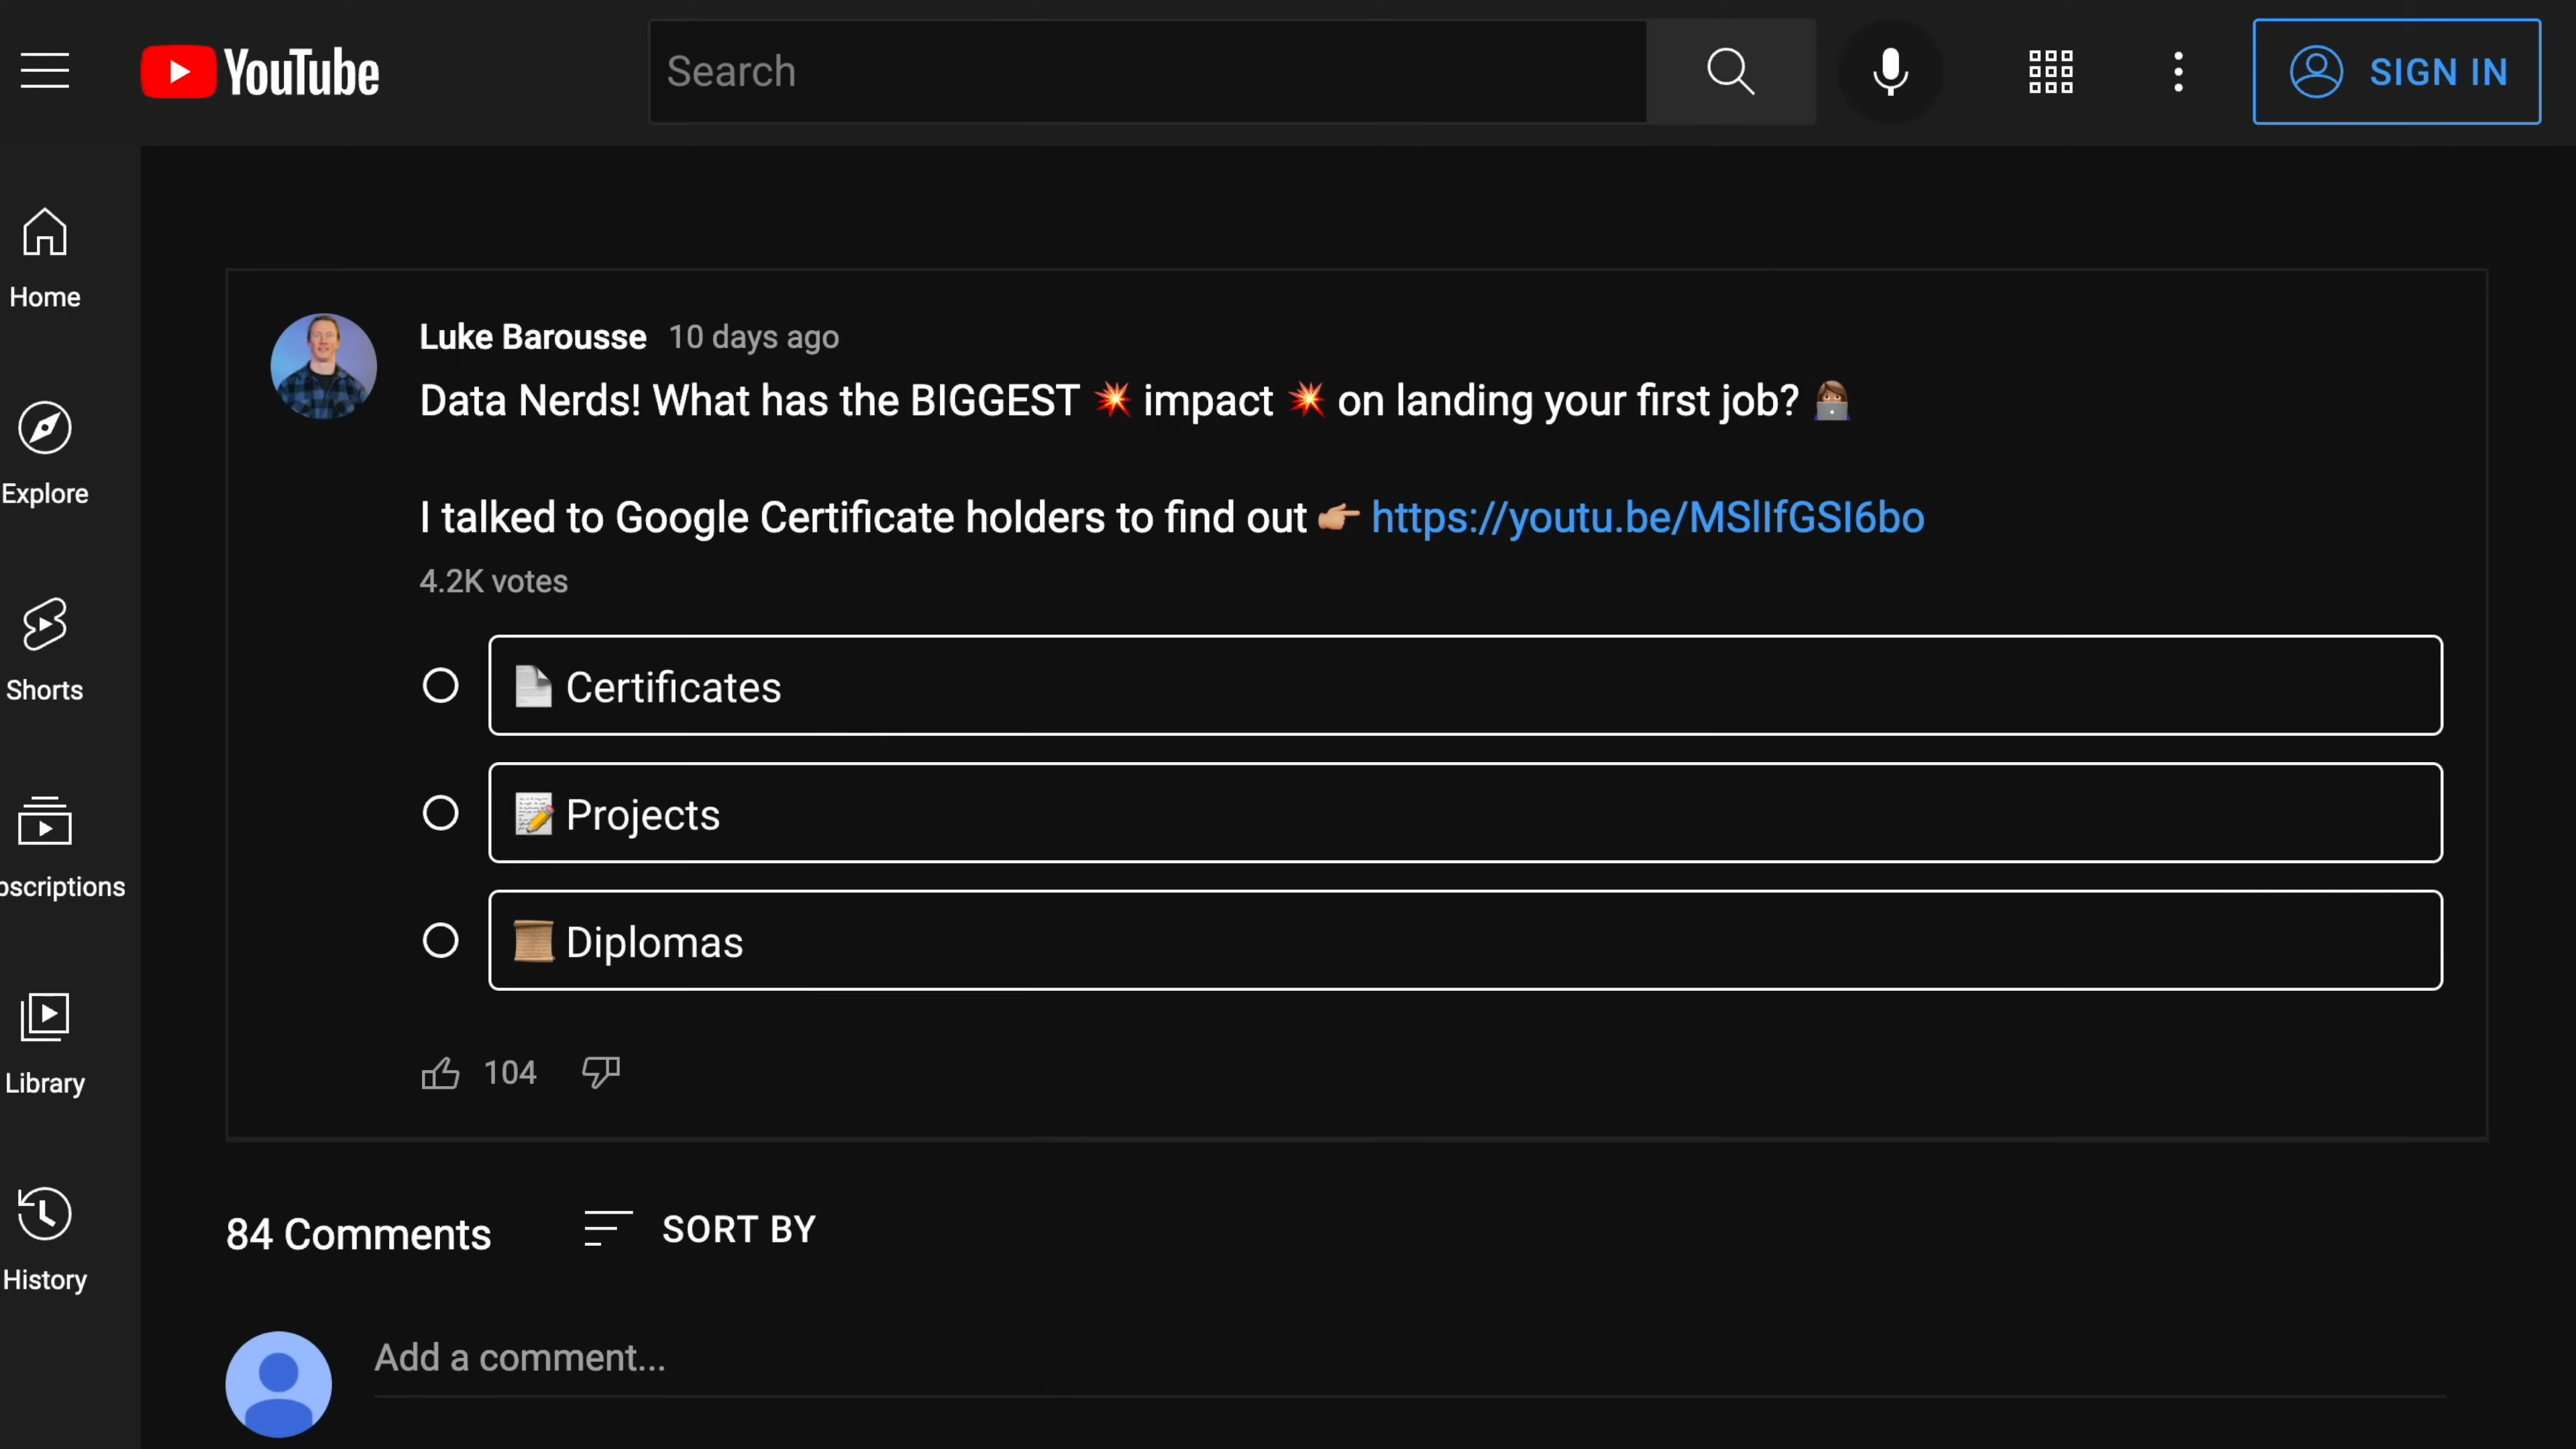 YouTube
Search
SIGN IN
Home
Explore
Shorts
bscriptions
Library
History
Luke Barousse 10 days ago
Data Nerds! What has the BIGGEST 💥 impact 💥 on landing your first job? 👩🏽‍💻
I talked to Google Certificate holders to find out 👉🏼 https://youtu.be/MSlIfGSI6bo
4.2K votes
📄 Certificates
📝 Projects
📜 Diplomas
104
84 Comments
SORT BY
Add a comment...